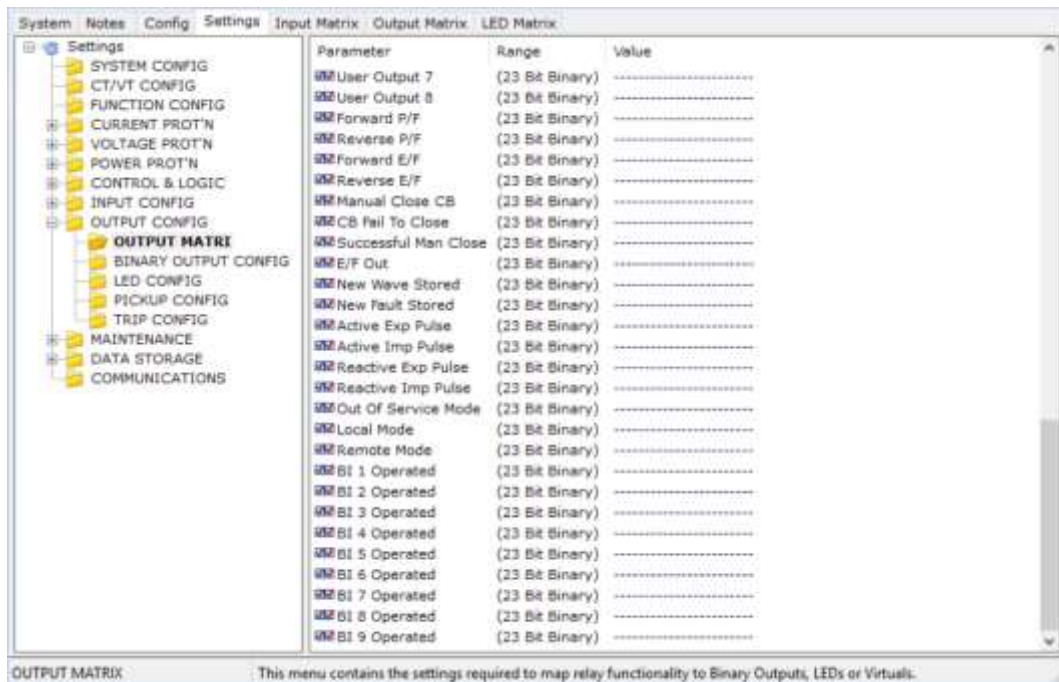 System Notes Config Settings Input Matrix Output Matrix LED Matrix
Settings
SYSTEM CONFIG
CT/VT CONFIG
FUNCTION CONFIG
CURRENT PROT'N
VOLTAGE PROT'N
POWER PROT'N
CONTROL & LOGIC
INPUT CONFIG
OUTPUT CONFIG
OUTPUT MATRI
BINARY OUTPUT CONFIG
LED CONFIG
PICKUP CONFIG
TRIP CONFIG
MAINTENANCE
DATA STORAGE
COMMUNICATIONS
Parameter Range Value
User Output 7 (23 Bit Binary) -----------------------
User Output 8 (23 Bit Binary) -----------------------
Forward P/F (23 Bit Binary) -----------------------
Reverse P/F (23 Bit Binary) -----------------------
Forward E/F (23 Bit Binary) -----------------------
Reverse E/F (23 Bit Binary) -----------------------
Manual Close CB (23 Bit Binary) -----------------------
CB Fail To Close (23 Bit Binary) -----------------------
Successful Man Close (23 Bit Binary) -----------------------
E/F Out (23 Bit Binary) -----------------------
New Wave Stored (23 Bit Binary) -----------------------
New Fault Stored (23 Bit Binary) -----------------------
Active Exp Pulse (23 Bit Binary) -----------------------
Active Imp Pulse (23 Bit Binary) -----------------------
Reactive Exp Pulse (23 Bit Binary) -----------------------
Reactive Imp Pulse (23 Bit Binary) -----------------------
Out Of Service Mode (23 Bit Binary) -----------------------
Local Mode (23 Bit Binary) -----------------------
Remote Mode (23 Bit Binary) -----------------------
BI 1 Operated (23 Bit Binary) -----------------------
BI 2 Operated (23 Bit Binary) -----------------------
BI 3 Operated (23 Bit Binary) -----------------------
BI 4 Operated (23 Bit Binary) -----------------------
BI 5 Operated (23 Bit Binary) -----------------------
BI 6 Operated (23 Bit Binary) -----------------------
BI 7 Operated (23 Bit Binary) -----------------------
BI 8 Operated (23 Bit Binary) -----------------------
BI 9 Operated (23 Bit Binary) -----------------------
OUTPUT MATRIX This menu contains the settings required to map relay functionality to Binary Outputs, LEDs or Virtuals.